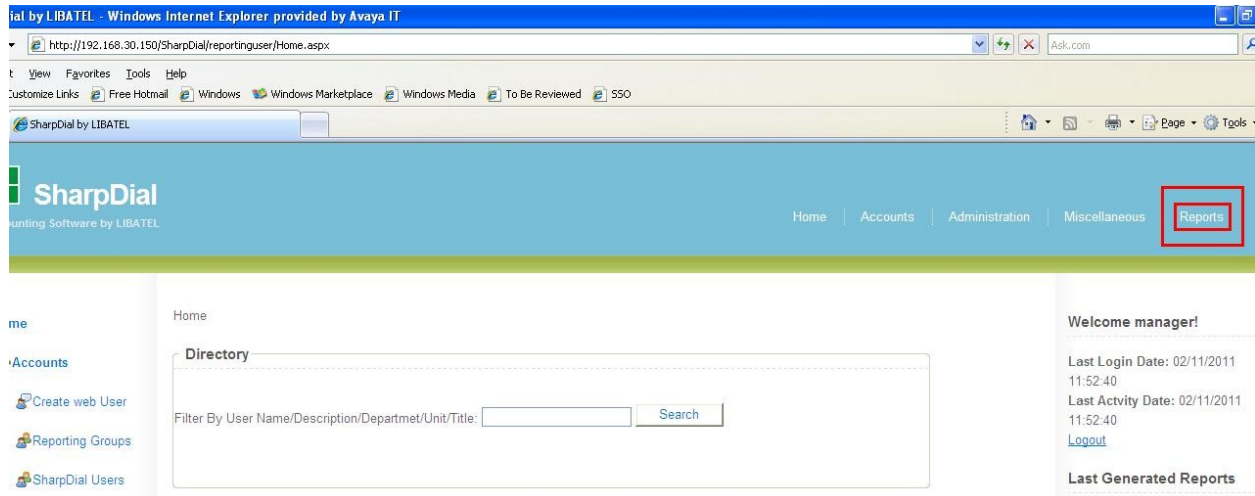 ial by LIBATEL - Windows Internet Explorer provided by Avaya IT
http://192.168.30.150/SharpDial/reportinguser/Home.aspx
Ask.com
t View Favorites Tools Help
Customize Links Free Hotmail Windows Windows Marketplace Windows Media To Be Reviewed SSO
SharpDial by LIBATEL
Page Tools
SharpDial
ounting Software by LIBATEL
Home Accounts Administration Miscellaneous Reports
me
Accounts
Create web User
Reporting Groups
SharpDial Users
Home
Directory
Filter By User Name/Description/Departmet/Unit/Title:
Search
Welcome manager!
Last Login Date: 02/11/2011
11:52:40
Last Actvity Date: 02/11/2011
11:52:40
Logout
Last Generated Reports